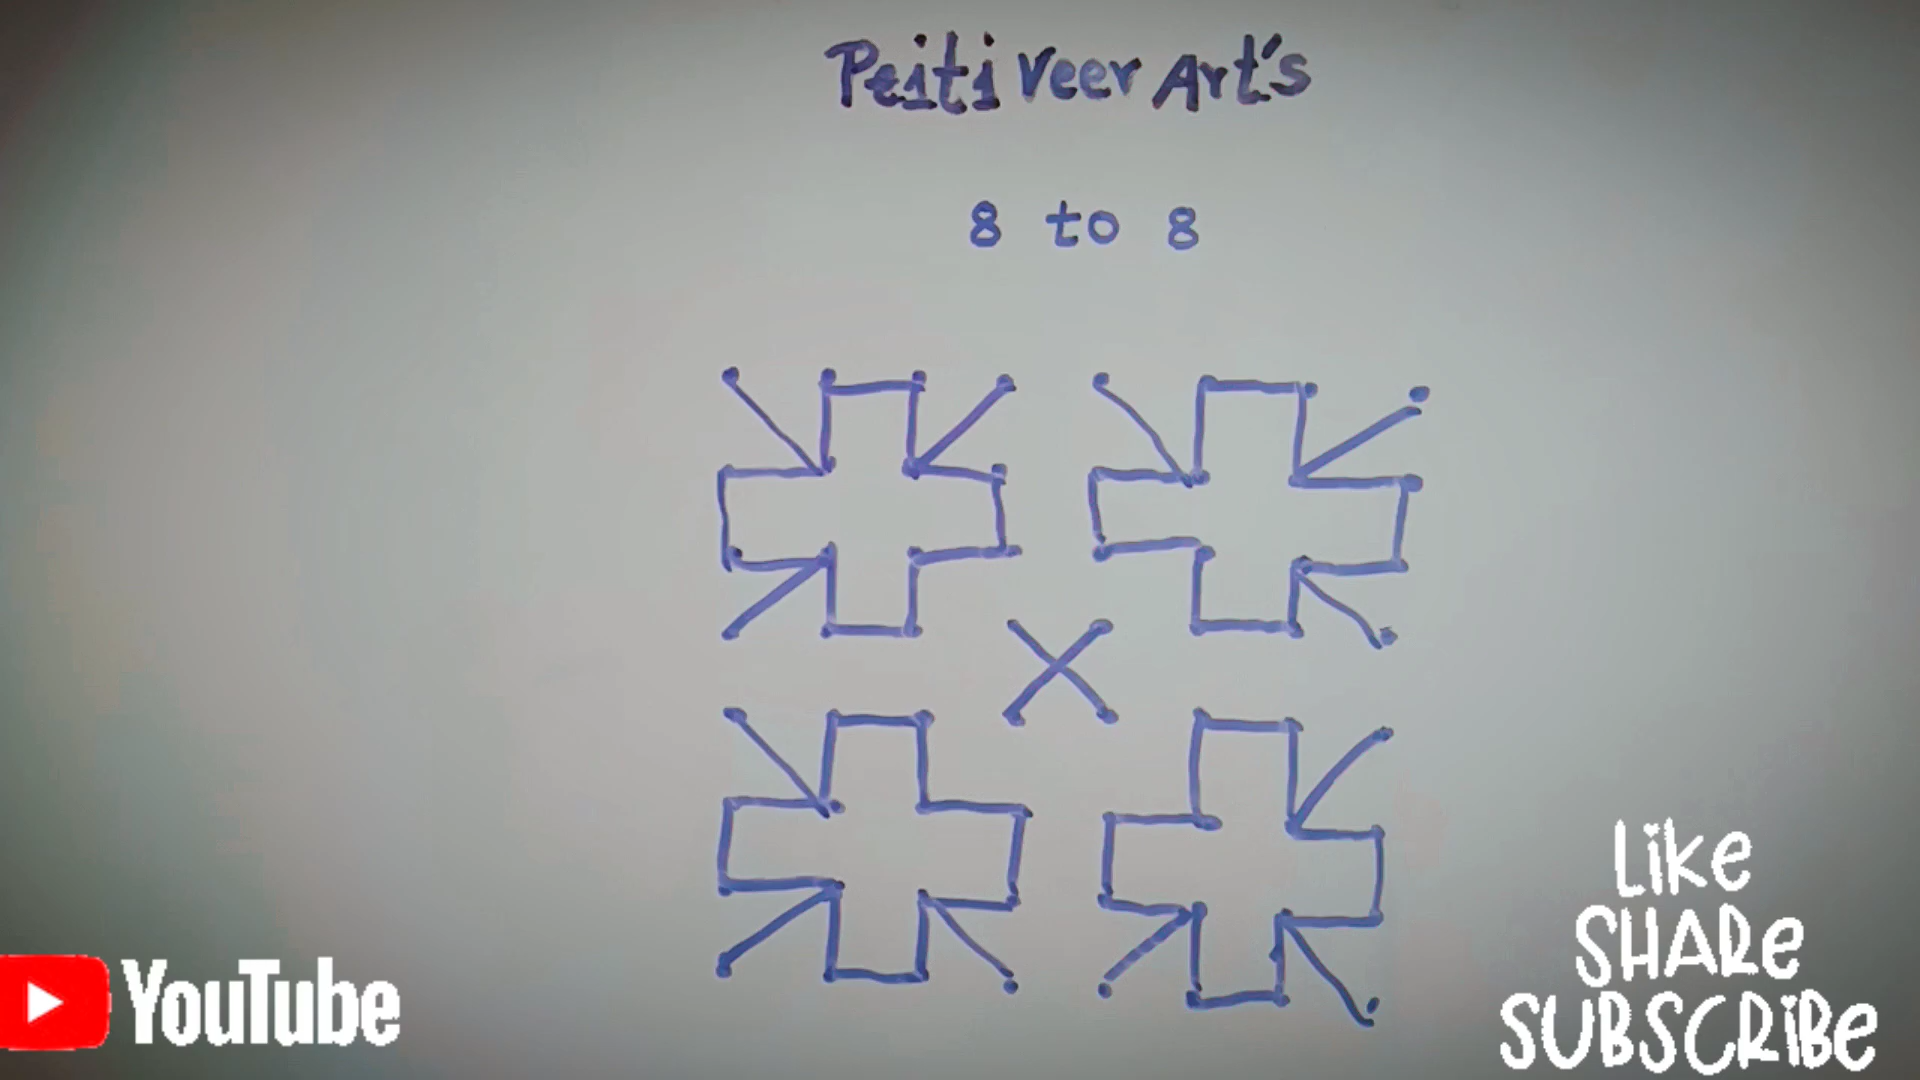 Peiti Veer Art's
8 to 8
Like
SHARe
SUBSCRiBe
YouTube